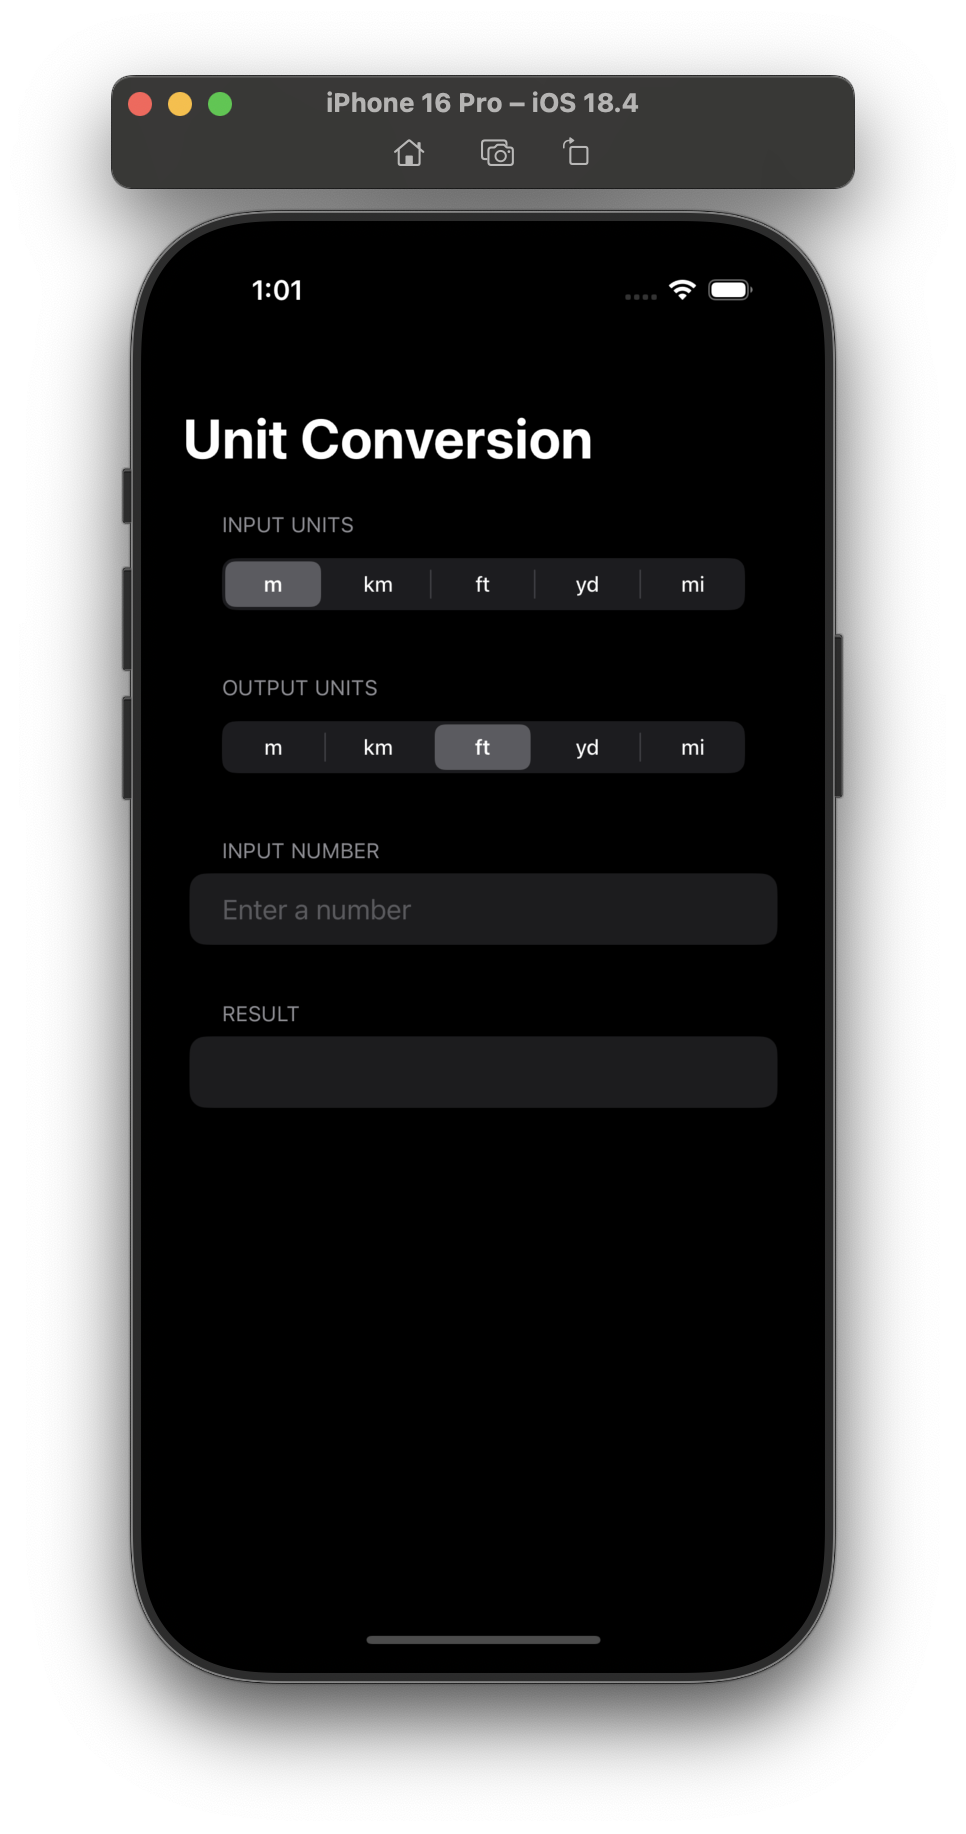 iPhone 16 Pro – iOS 18.4
1:01
Unit Conversion
INPUT UNITS
m km ft yd mi
OUTPUT UNITS
m km ft yd mi
INPUT NUMBER
Enter a number
RESULT